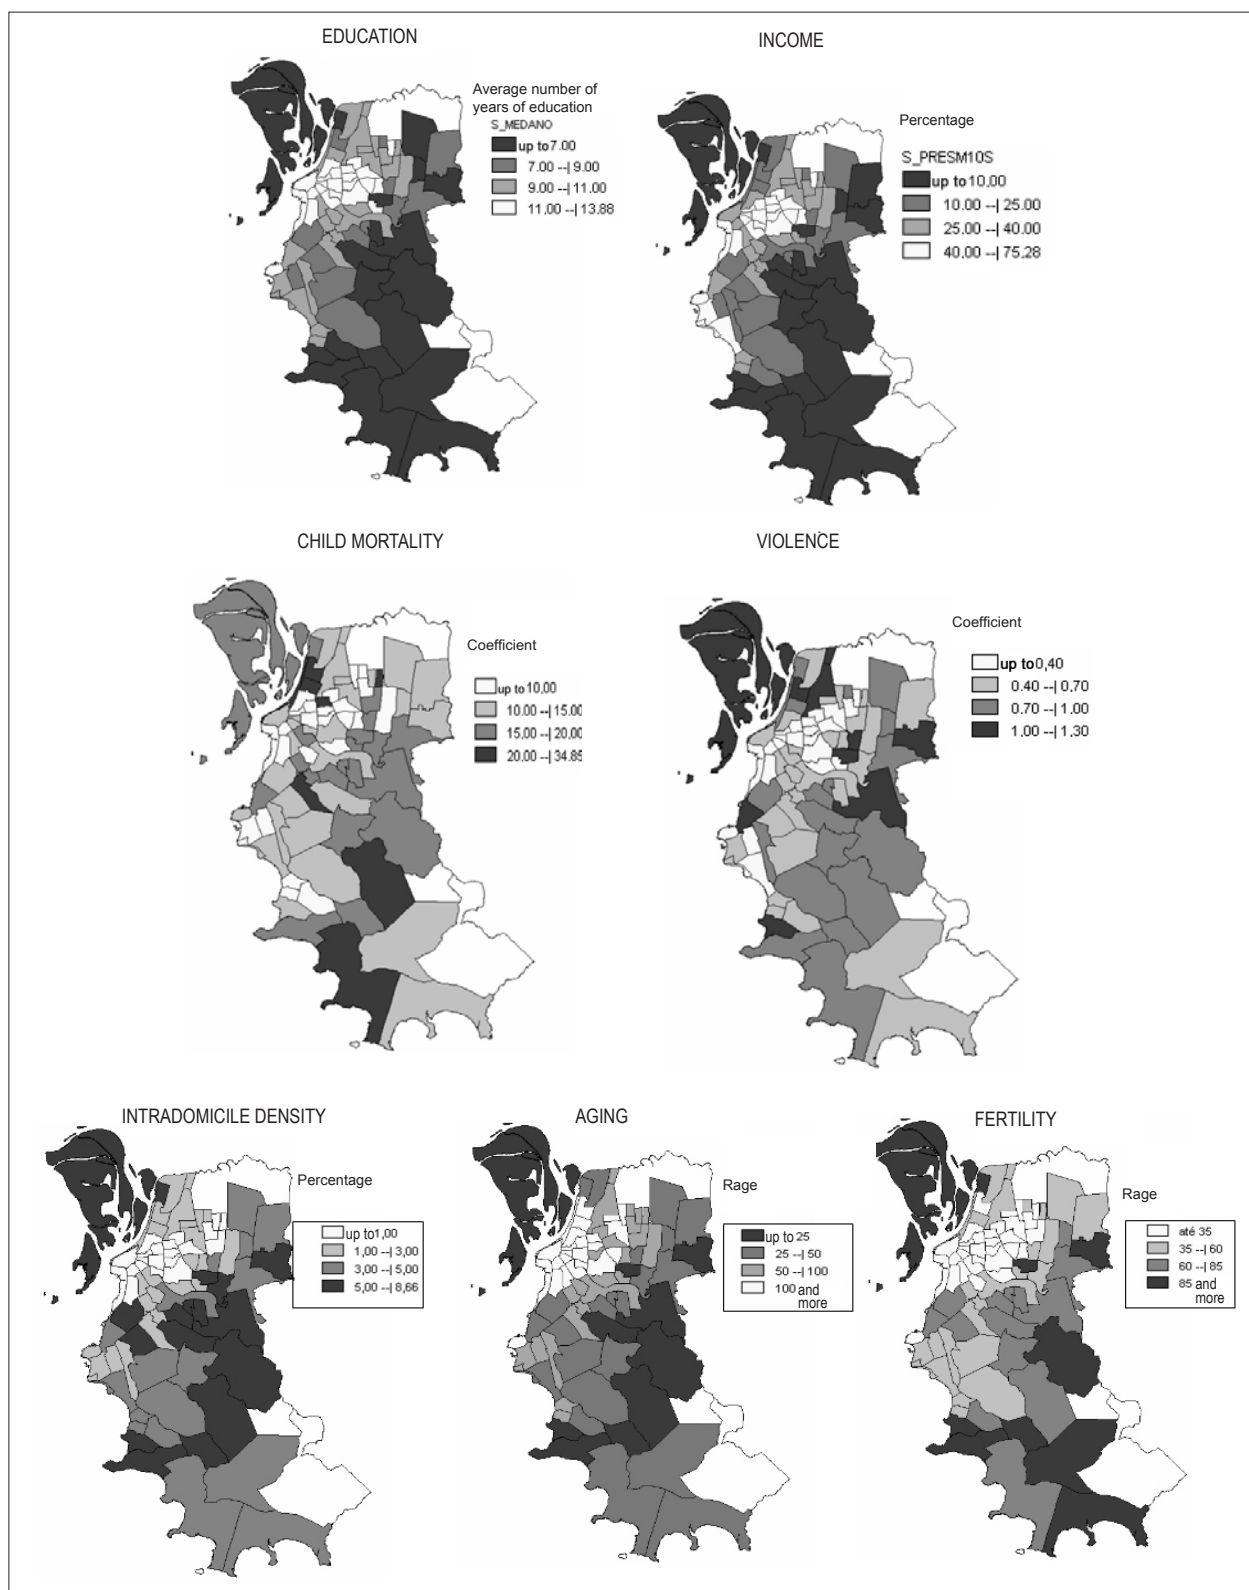 EDUCATION
Average number of
years of education
S_MEDANO
up to 7.00
7.00 --| 9.00
9.00 --| 11.00
11.00 --| 13.88
INCOME
Percentage
S_PRESM10S
up to 10.00
10.00 --| 25.00
25.00 --| 40.00
40.00 --| 75.28
CHILD MORTALITY
Coefficient
up to 10,00
10.00 --| 15.00
15,00 --| 20,00
20,00 --| 34.85
VIOLENCE
Coefficient
up to 0,40
0.40 --| 0.70
0.70 --| 1.00
1.00 --| 1.30
INTRADOMICILE DENSITY
Percentage
up to 1,00
1,00 --| 3,00
3,00 --| 5,00
5,00 --| 8,66
AGING
Rage
up to 25
25 --| 50
50 --| 100
100 and
more
FERTILITY
Rage
até 35
35 --| 60
60 --| 85
85 and
more